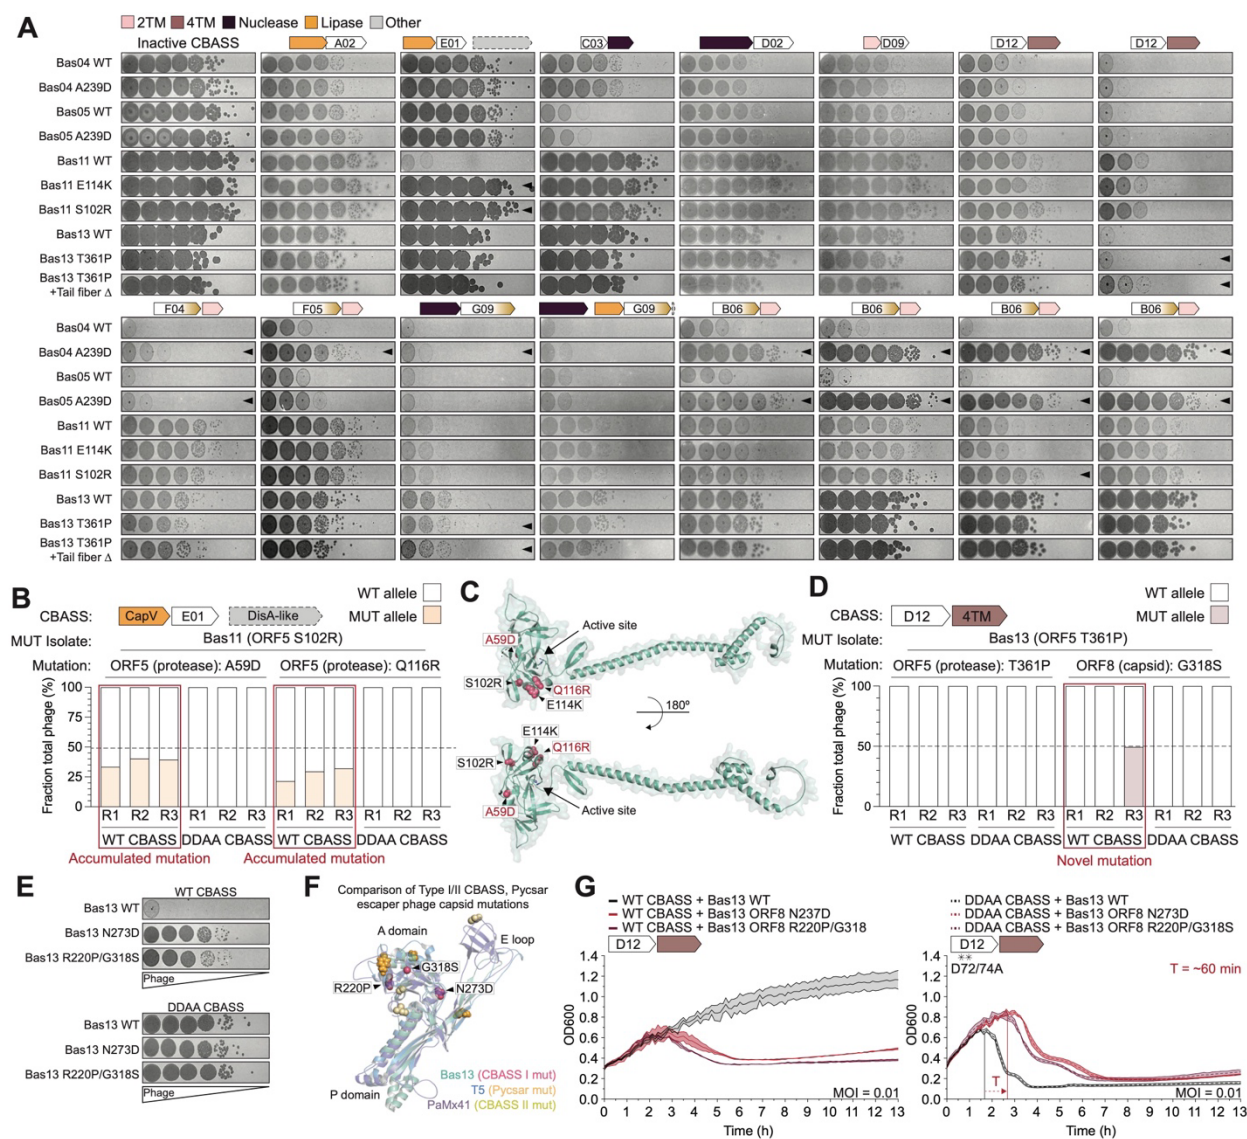 A
2TM 4TM Nuclease Lipase Other
Inactive CBASS A02 E01 C03 D02 D09 D12 D12
Bas04 WT
Bas04 A239D
Bas05 WT
Bas05 A239D
Bas11 WT
Bas11 E114K
Bas11 S102R
Bas13 WT
Bas13 T361P
Bas13 T361P
+Tail fiber Δ
F04 F05 G09 G09 B06 B06 B06 B06
Bas04 WT
Bas04 A239D
Bas05 WT
Bas05 A239D
Bas11 WT
Bas11 E114K
Bas11 S102R
Bas13 WT
Bas13 T361P
Bas13 T361P
+Tail fiber Δ
B
WT allele
MUT allele
CBASS: CapV E01 DisA-like
MUT Isolate: Bas11 (ORF5 S102R)
Mutation: ORF5 (protease): A59D ORF5 (protease): Q116R
Fraction total phage (%)
100
75
50
25
0
R1 R2 R3 R1 R2 R3 R1 R2 R3 R1 R2 R3
WT CBASS DDAA CBASS WT CBASS DDAA CBASS
Accumulated mutation Accumulated mutation
C
A59D
Active site
S102R
Q116R
E114K
180º
E114K
Q116R
S102R
A59D
Active site
D
WT allele
MUT allele
CBASS: D12 4TM
MUT Isolate: Bas13 (ORF5 T361P)
Mutation: ORF5 (protease): T361P ORF8 (capsid): G318S
Fraction total phage (%)
100
75
50
25
0
R1 R2 R3 R1 R2 R3 R1 R2 R3 R1 R2 R3
WT CBASS DDAA CBASS WT CBASS DDAA CBASS
Novel mutation
E
WT CBASS
Bas13 WT
Bas13 N273D
Bas13 R220P/G318S
Phage
DDAA CBASS
Bas13 WT
Bas13 N273D
Bas13 R220P/G318S
Phage
F
Comparison of Type I/II CBASS, Pycsar
escaper phage capsid mutations
A domain
E loop
G318S
R220P
N273D
P domain
Bas13 (CBASS I mut)
T5 (Pycsar mut)
PaMx41 (CBASS II mut)
G
WT CBASS + Bas13 WT
WT CBASS + Bas13 ORF8 N237D
WT CBASS + Bas13 ORF8 R220P/G318
D12
OD600
1.4
1.2
1.0
0.8
0.6
0.4
0.2
0
MOI = 0.01
0 1 2 3 4 5 6 7 8 9 10 11 12 13
Time (h)
DDAA CBASS + Bas13 WT
DDAA CBASS + Bas13 ORF8 N273D
DDAA CBASS + Bas13 ORF8 R220P/G318S
D12
**
D72/74A
T = ~60 min
OD600
1.4
1.2
1.0
0.8
0.6
0.4
0.2
0
T
MOI = 0.01
0 1 2 3 4 5 6 7 8 9 10 11 12 13
Time (h)